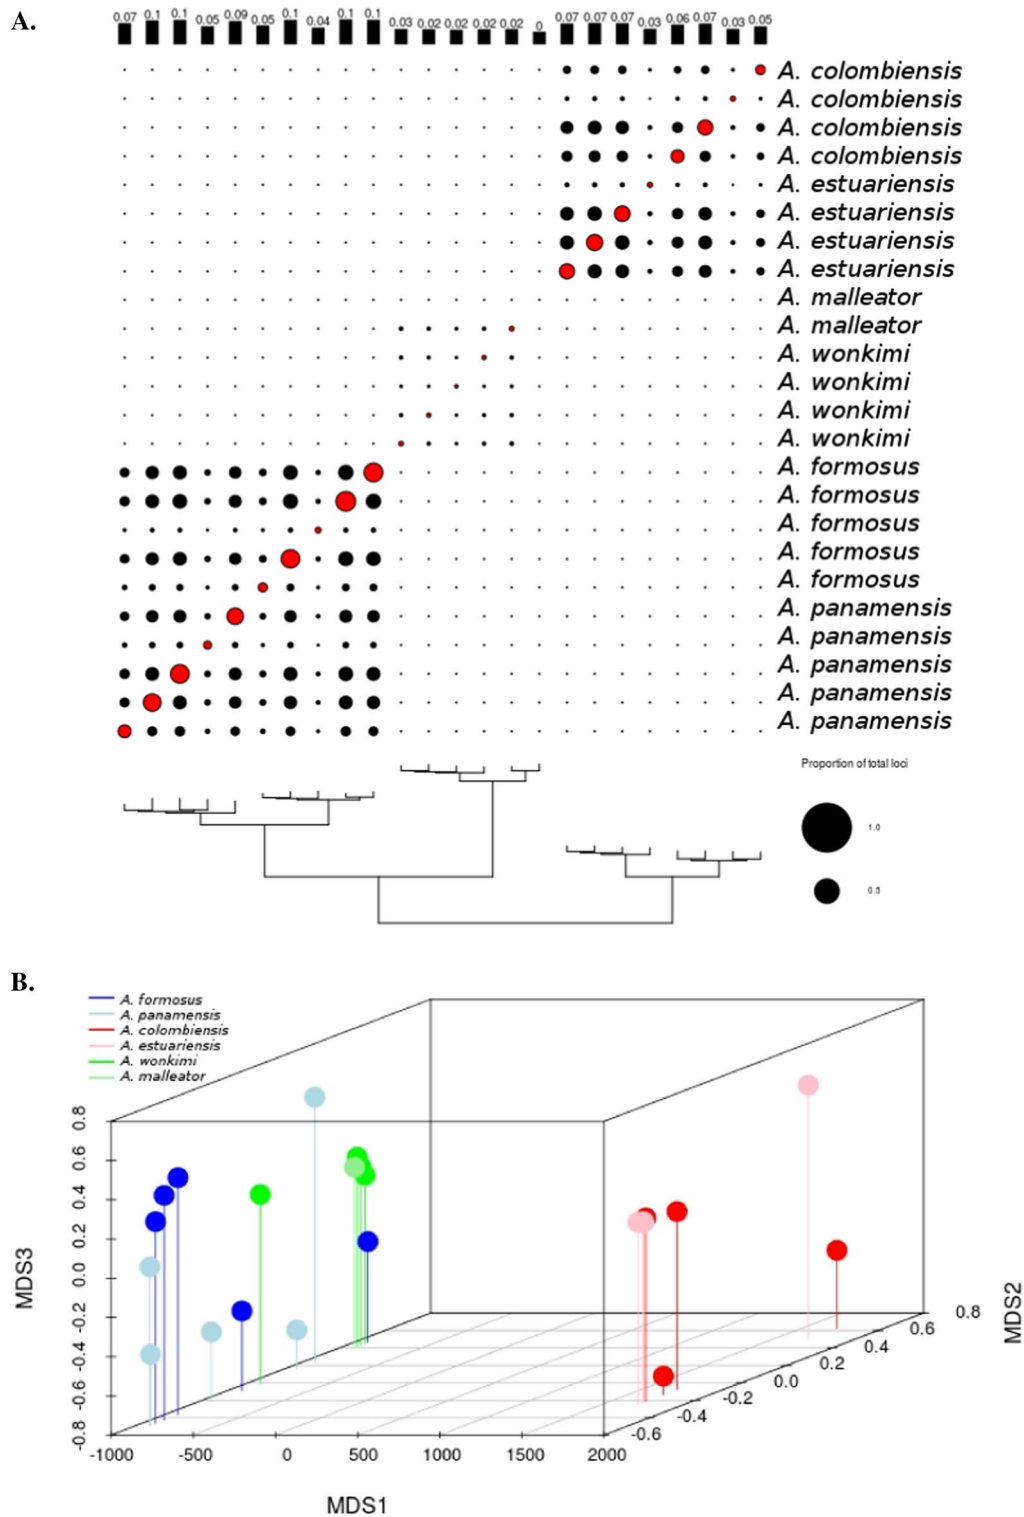 A.
0.07 0.1 0.1 0.05 0.09 0.05 0.1 0.04 0.1 0.1 0.03 0.02 0.02 0.02 0.02 0 0.07 0.07 0.07 0.03 0.06 0.07 0.03 0.05
A. colombiensis
A. colombiensis
A. colombiensis
A. colombiensis
A. estuariensis
A. estuariensis
A. estuariensis
A. estuariensis
A. malleator
A. malleator
A. wonkimi
A. wonkimi
A. wonkimi
A. wonkimi
A. formosus
A. formosus
A. formosus
A. formosus
A. formosus
A. panamensis
A. panamensis
A. panamensis
A. panamensis
A. panamensis
Proportion of total loci
1.0
0.5
B.
A. formosus
A. panamensis
A. colombiensis
A. estuariensis
A. wonkimi
A. malleator
0.8
0.6
0.4
0.2
0.0
-0.2
-0.4
-0.6
-0.8
MDS3
-1000 -500 0 500 1000 1500 2000
MDS1
-0.6
-0.4
-0.2
0.0
0.2
0.4
0.6
0.8
MDS2